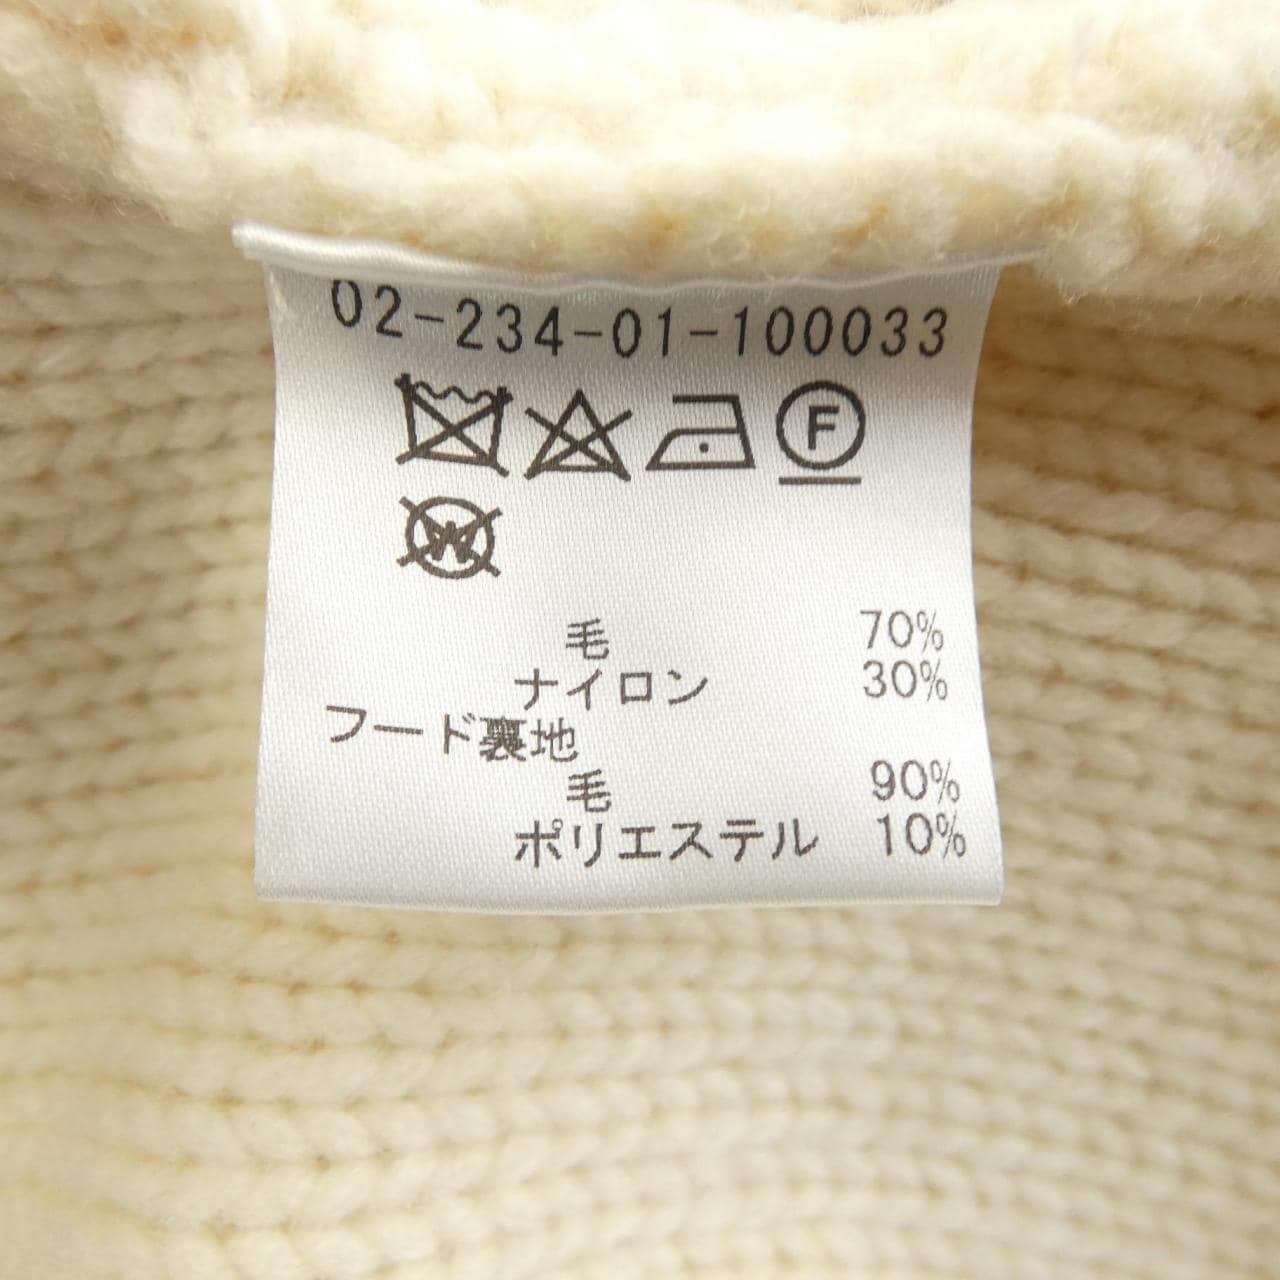 02-234-01-100033
F
W
毛 70%
ナイロン 30%
フード裏地
毛 90%
ポリエステル 10%